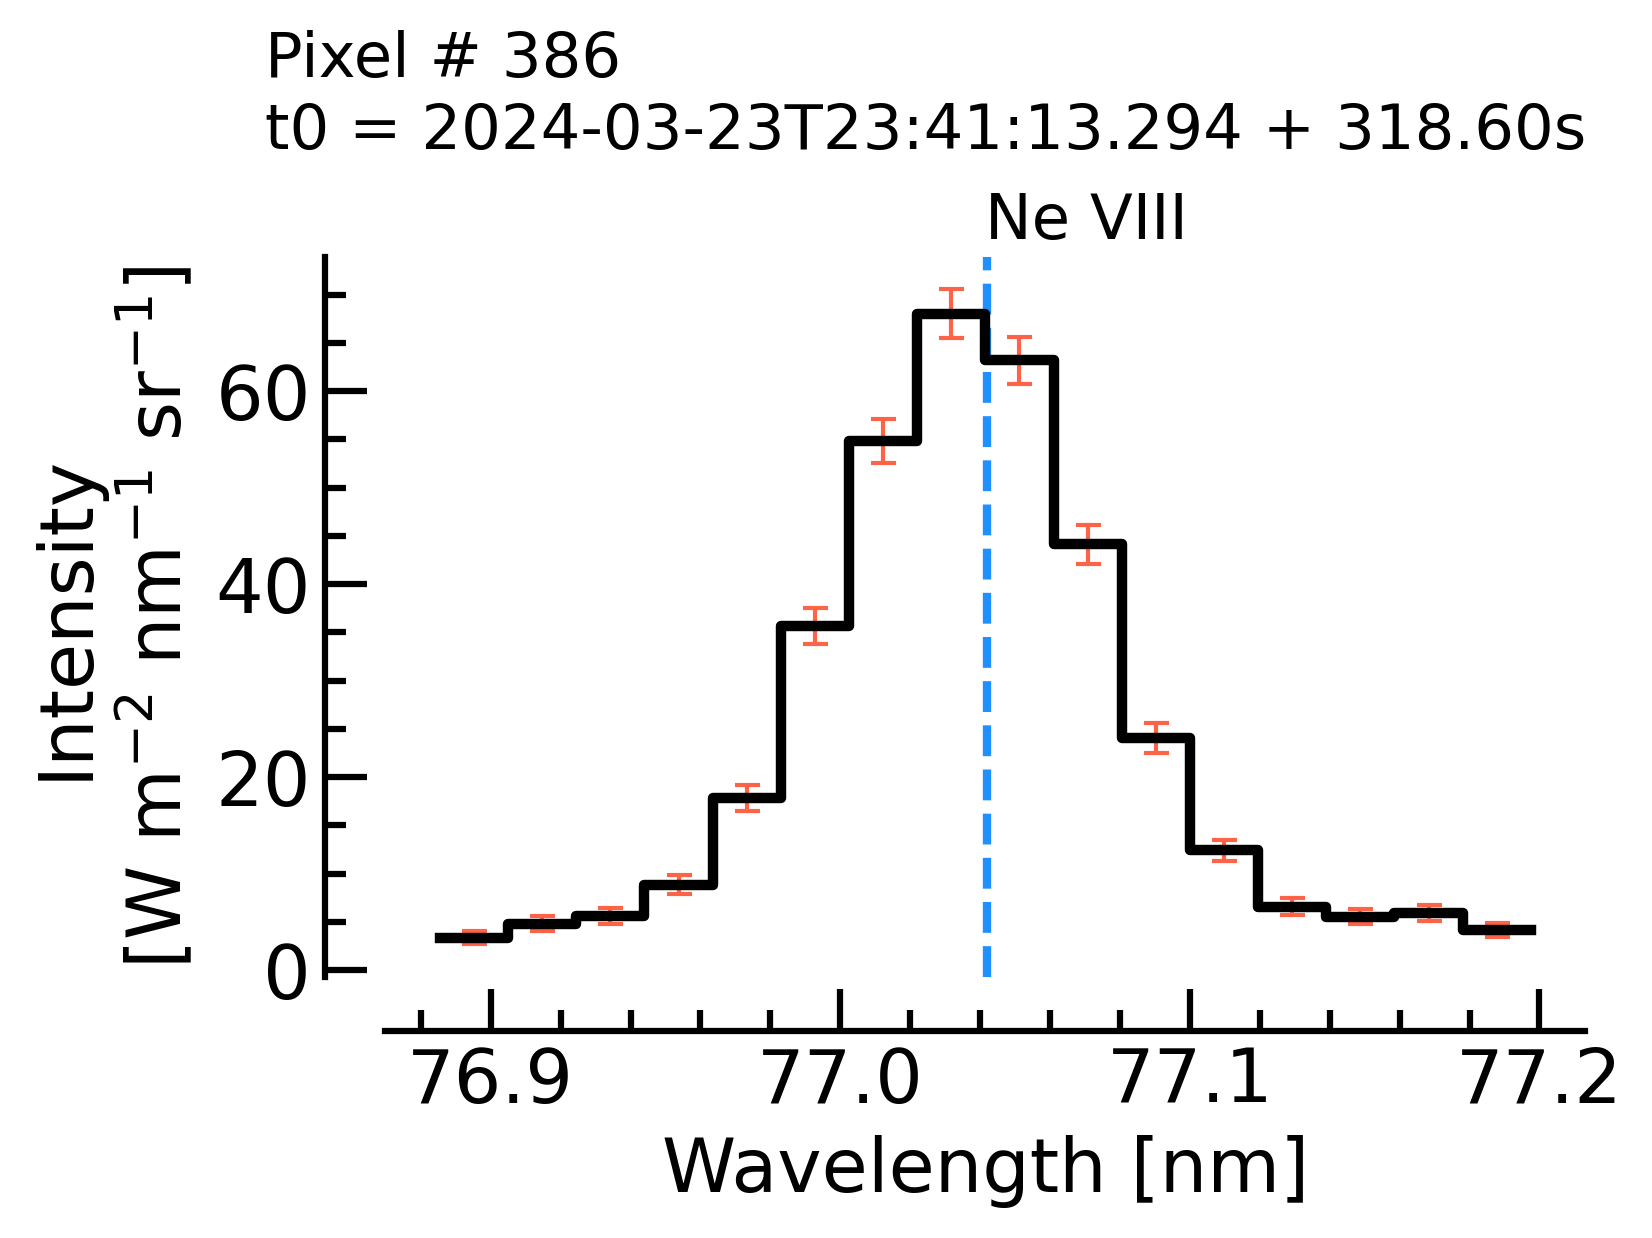 Pixel # 386
t0 = 2024-03-23T23:41:13.294 + 318.60s
Ne VIII
Intensity
[W m⁻² nm⁻¹ sr⁻¹]
60
40
20
0
76.9 77.0 77.1 77.2
Wavelength [nm]